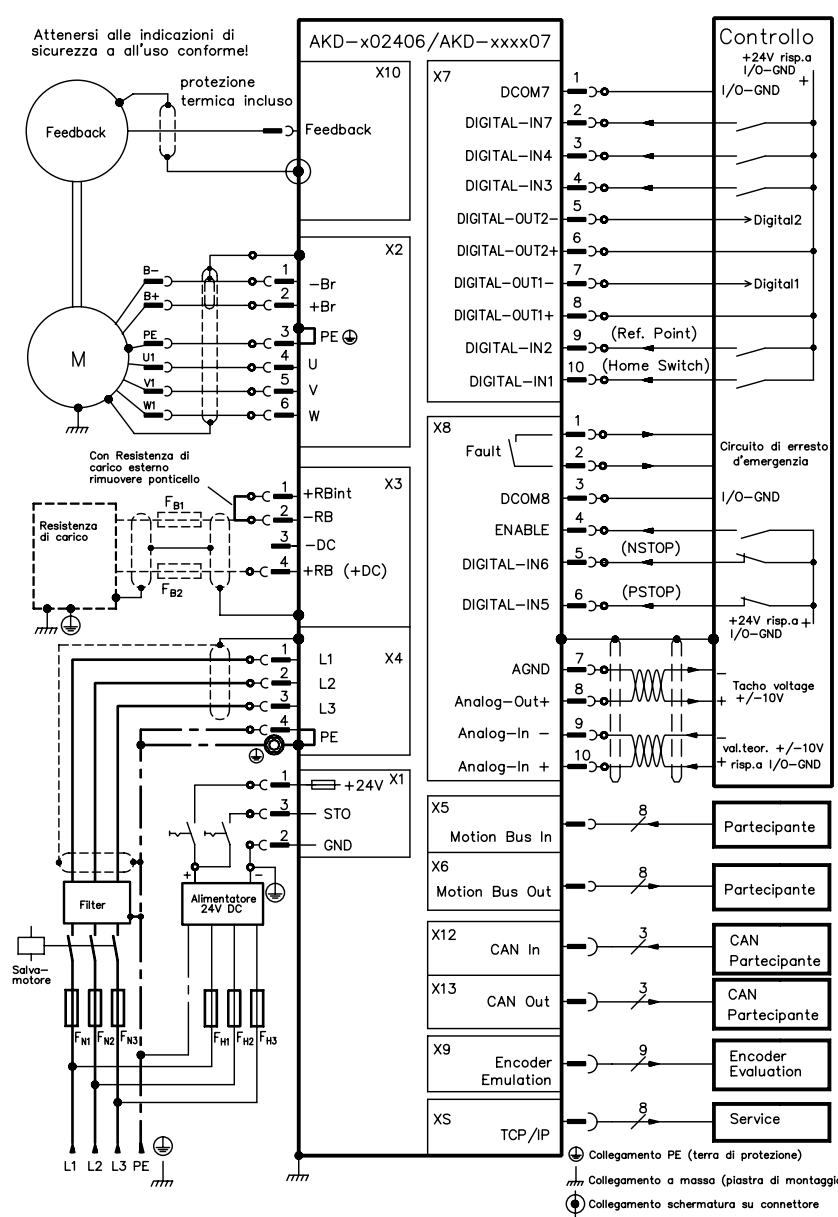 Attenersi alle indicazioni di
sicurezza a all'uso conforme!
AKD-x02406/AKD-xxxx07
Controllo
+24V risp.a
I/O-GND
+
Feedback
protezione
termica incluso
X10
Feedback
X7
DCOM7
1
I/O-GND
DIGITAL-IN7
2
DIGITAL-IN4
3
DIGITAL-IN3
4
DIGITAL-OUT2-
5
Digital2
DIGITAL-OUT2+
6
DIGITAL-OUT1-
7
Digital1
DIGITAL-OUT1+
8
DIGITAL-IN2
9
(Ref. Point)
DIGITAL-IN1
10
(Home Switch)
X2
M
B-
1
-Br
B+
2
+Br
PE
3
PE
U1
4
U
V1
5
V
W1
6
W
X8
Fault
1
2
Circuito di erresto
d'emergenzia
DCOM8
3
I/O-GND
ENABLE
4
DIGITAL-IN6
5
(NSTOP)
DIGITAL-IN5
6
(PSTOP)
+24V risp.a +
I/O-GND
AGND
7
-
Analog-Out+
8
+
Tacho voltage
+/-10V
Analog-In -
9
-
Analog-In +
10
+
val.teor. +/-10V
risp.a I/O-GND
Con Resistenza di
carico esterno
rimuovere ponticello
X3
Resistenza
di carico
FB1
FB2
1
+RBint
2
-RB
3
-DC
4
+RB (+DC)
X4
1
L1
2
L2
3
L3
4
PE
X1
1
+24V
3
STO
2
GND
+
-
Alimentatore
24V DC
Filter
Salva-
motore
FN1
FN2
FN3
FH1
FH2
FH3
L1
L2
L3
PE
X5
Motion Bus In
8
Partecipante
X6
Motion Bus Out
8
Partecipante
X12
CAN In
3
CAN
Partecipante
X13
CAN Out
3
CAN
Partecipante
X9
Encoder
Emulation
9
Encoder
Evaluation
XS
TCP/IP
8
Service
Collegamento PE (terra di protezione)
Collegamento a massa (piastra di montaggi
Collegamento schermatura su connettore